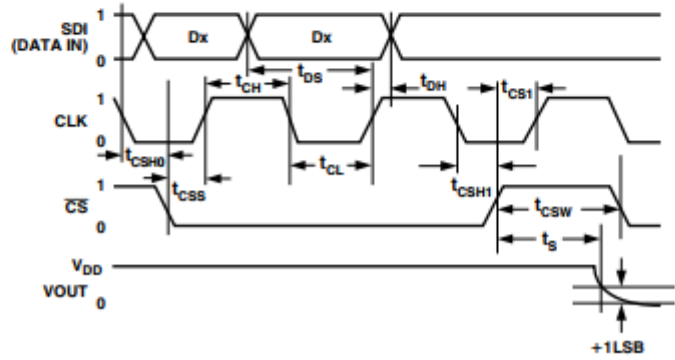 SDI
(DATA IN)
1
0
Dx
Dx
tDS
tCH
tDH
tCS1
CLK
1
0
tCSH0
tCSS
tCL
tCSH1
CS
1
0
tCSW
tS
VDD
VOUT
0
+1LSB